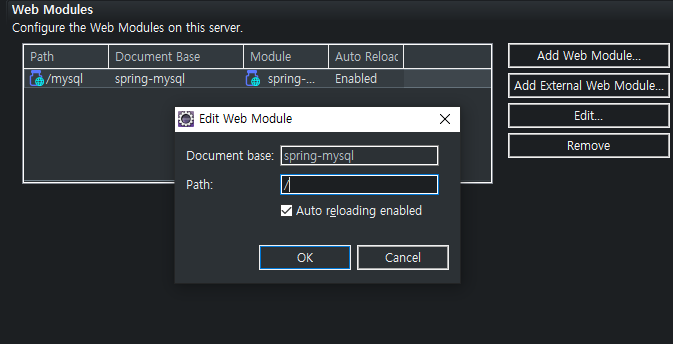 Web Modules
Configure the Web Modules on this server.
Path Document Base Module Auto Reloac
/mysql spring-mysql spring-... Enabled
Add Web Module...
Add External Web Module...
Edit...
Remove
Edit Web Module
Document base: spring-mysql
Path: /
Auto reloading enabled
OK Cancel